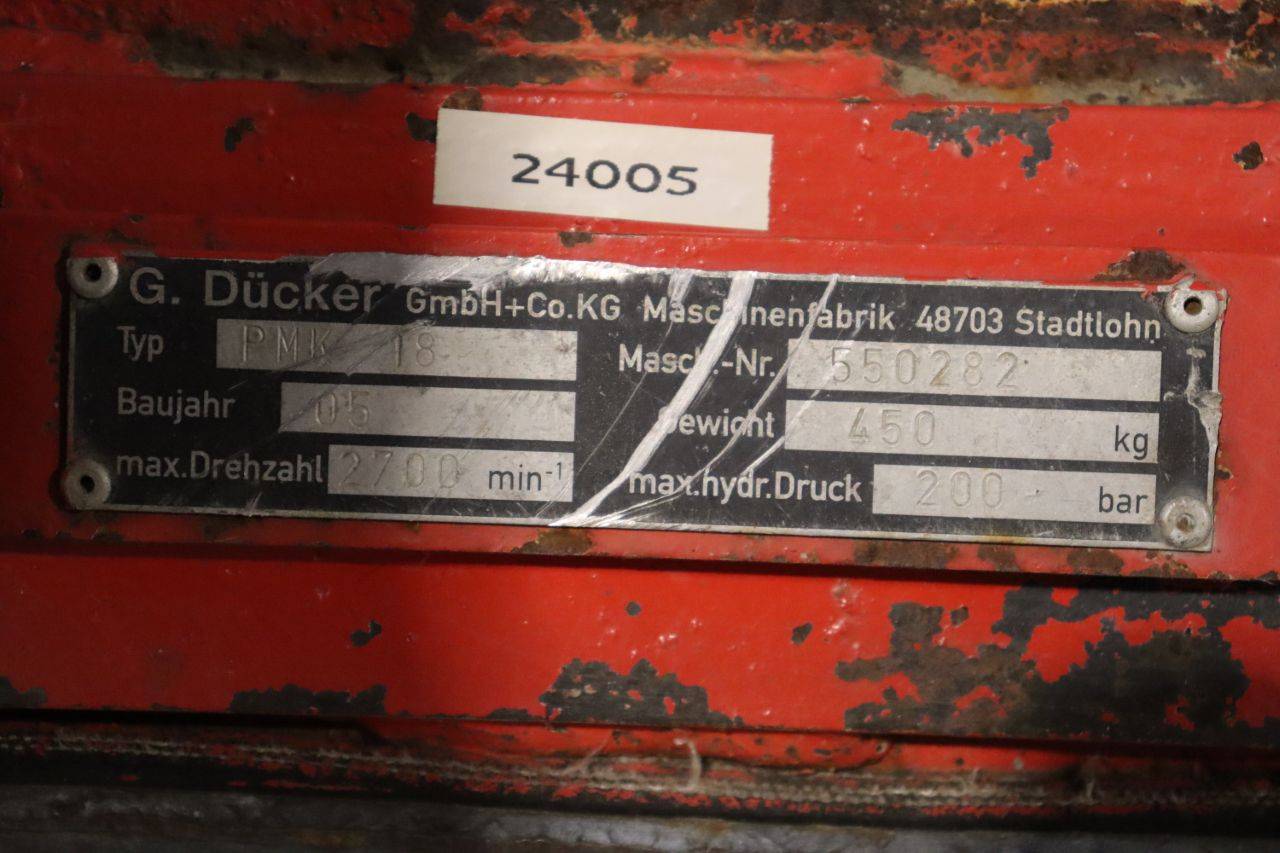 24005
G. Dücker GmbH+Co.KG Maschinenfabrik 48703 Stadtlohn
Typ PMK 18 Masch.-Nr. 550282
Baujahr 05 Gewicht 450 kg
max.Drehzahl 2700 min⁻¹ max.hydr.Druck 200 bar